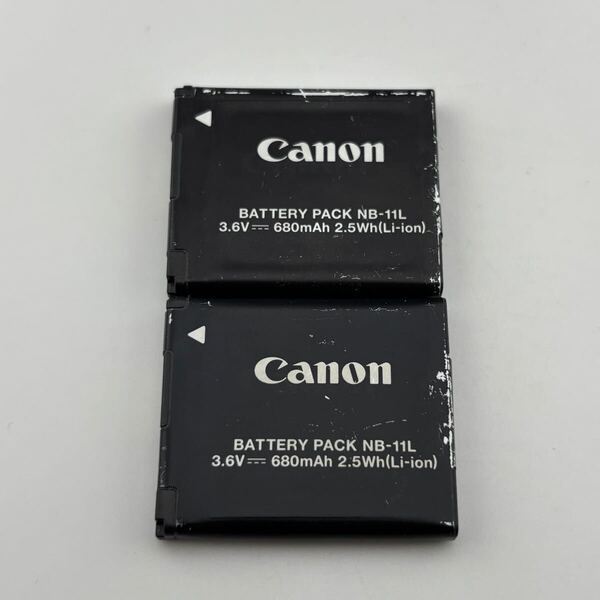 Canon
BATTERY PACK NB-11L
3.6V⎓ 680mAh 2.5Wh(Li-ion)
Canon
BATTERY PACK NB-11L
3.6V⎓ 680mAh 2.5Wh(Li-ion)